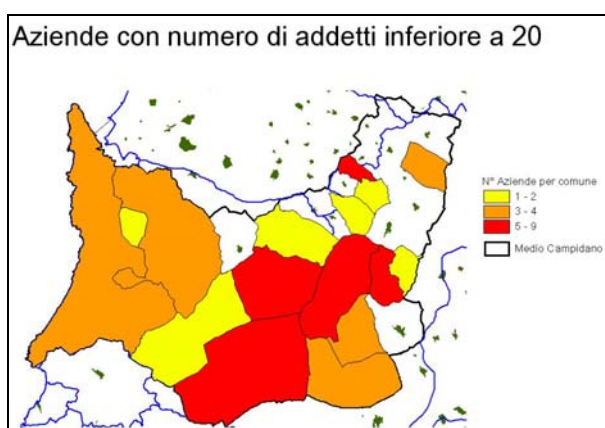 Aziende con numero di addetti inferiore a 20
N° Aziende per comune
1 - 2
3 - 4
5 - 9
Medio Campidano